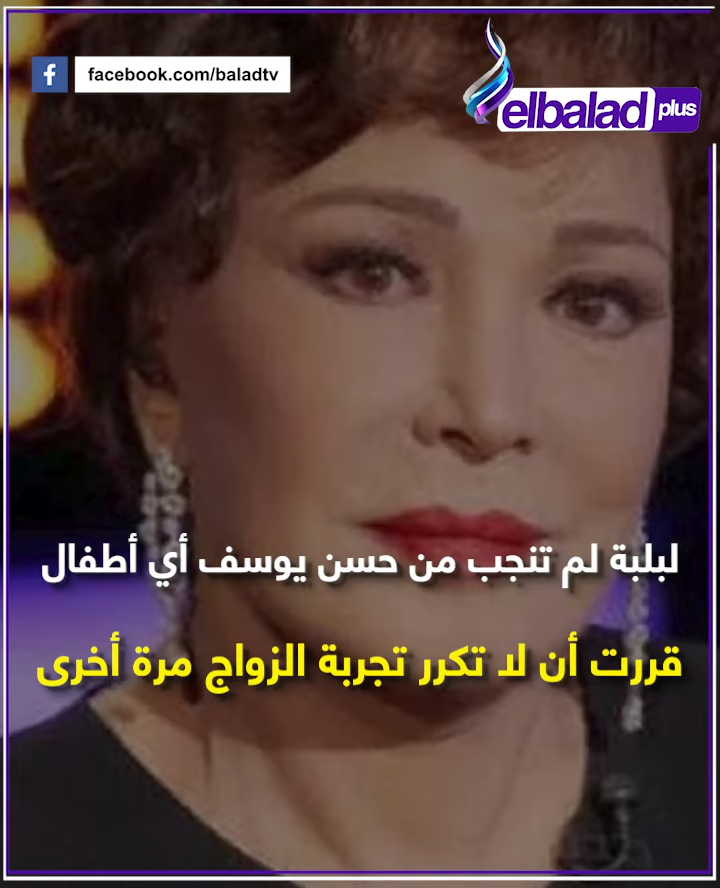 facebook.com/baladtv
elbalad plus
لبلبة لم تنجب من حسن يوسف أي أطفال
قررت أن لا تكرر تجربة الزواج مرة أخرى